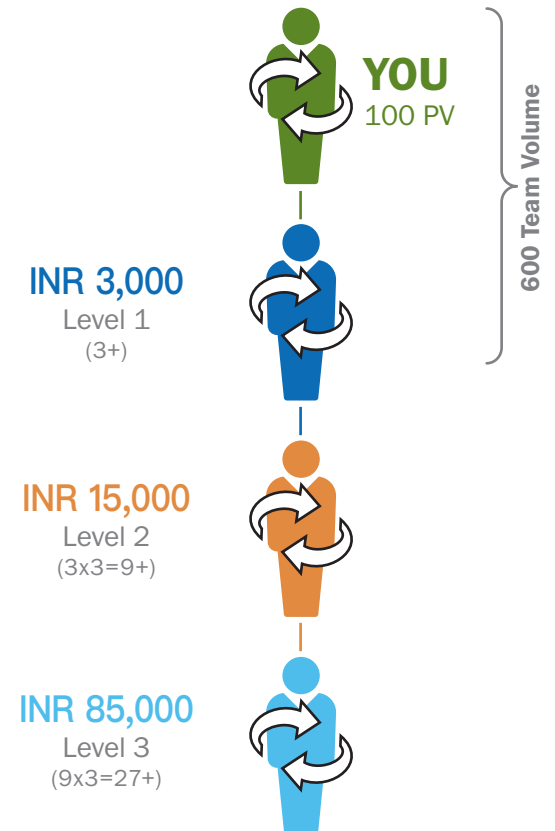 YOU
100 PV
600 Team Volume
INR 3,000
Level 1
(3+)
INR 15,000
Level 2
(3x3=9+)
INR 85,000
Level 3
(9x3=27+)